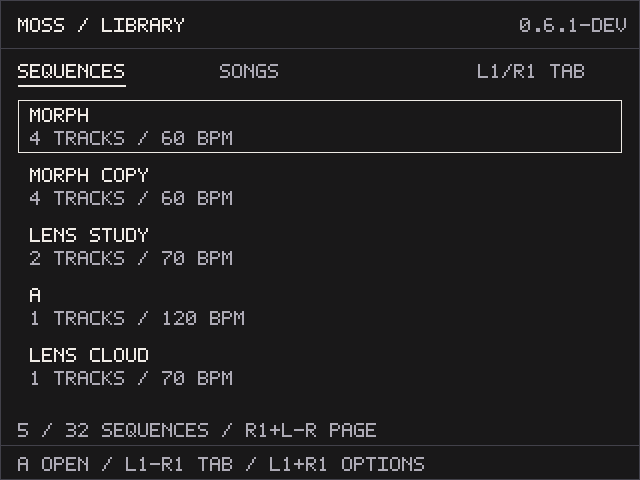 MOSS / LIBRARY 0.6.1-DEV
SEQUENCES SONGS L1/R1 TAB
MORPH
4 TRACKS / 60 BPM
MORPH COPY
4 TRACKS / 60 BPM
LENS STUDY
2 TRACKS / 70 BPM
A
1 TRACKS / 120 BPM
LENS CLOUD
1 TRACKS / 70 BPM
5 / 32 SEQUENCES / R1+L-R PAGE
A OPEN / L1-R1 TAB / L1+R1 OPTIONS